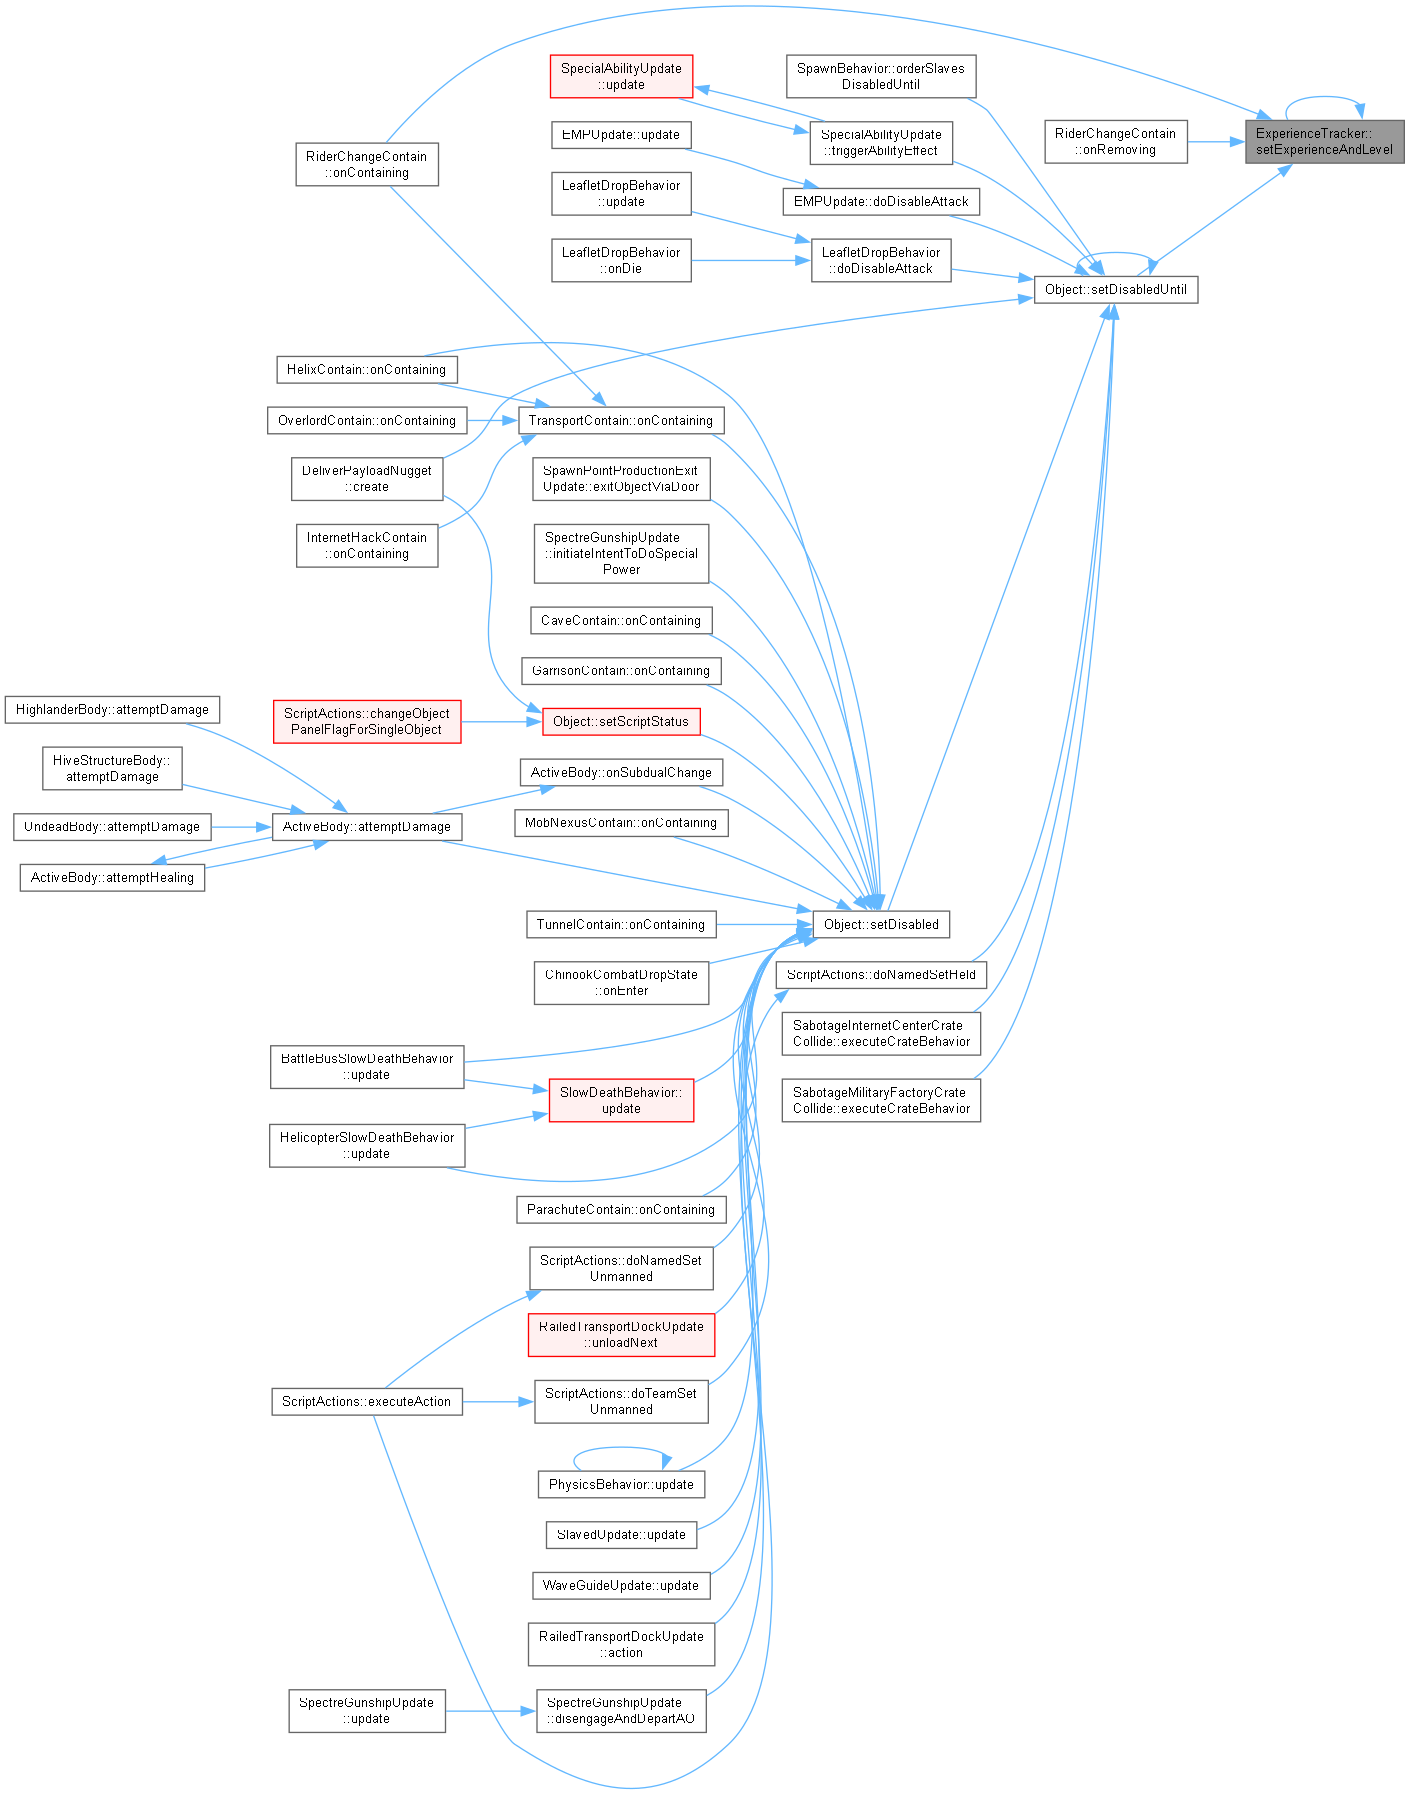 SpecialAbilityUpdate
::update
SpawnBehavior::orderSlaves
DisabledUntil
EMPUpdate::update
SpecialAbilityUpdate
::triggerAbilityEffect
RiderChangeContain
::onRemoving
ExperienceTracker::
setExperienceAndLevel
RiderChangeContain
::onContaining
LeafletDropBehavior
::update
EMPUpdate::doDisableAttack
LeafletDropBehavior
::onDie
LeafletDropBehavior
::doDisableAttack
Object::setDisabledUntil
HelixContain::onContaining
OverlordContain::onContaining
TransportContain::onContaining
DeliverPayloadNugget
::create
SpawnPointProductionExit
Update::exitObjectViaDoor
InternetHackContain
::onContaining
SpectreGunshipUpdate
::initiateIntentToDoSpecial
Power
CaveContain::onContaining
GarrisonContain::onContaining
HighlanderBody::attemptDamage
ScriptActions::changeObject
PanelFlagForSingleObject
Object::setScriptStatus
HiveStructureBody::
attemptDamage
ActiveBody::onSubdualChange
UndeadBody::attemptDamage
ActiveBody::attemptDamage
MobNexusContain::onContaining
ActiveBody::attemptHealing
TunnelContain::onContaining
Object::setDisabled
ChinookCombatDropState
::onEnter
ScriptActions::doNamedSetHeld
SabotageInternetCenterCrate
Collide::executeCrateBehavior
BattleBusSlowDeathBehavior
::update
SlowDeathBehavior::
update
SabotageMilitaryFactoryCrate
Collide::executeCrateBehavior
HelicopterSlowDeathBehavior
::update
ParachuteContain::onContaining
ScriptActions::doNamedSet
Unmanned
RailedTransportDockUpdate
::unloadNext
ScriptActions::executeAction
ScriptActions::doTeamSet
Unmanned
PhysicsBehavior::update
SlavedUpdate::update
WaveGuideUpdate::update
RailedTransportDockUpdate
::action
SpectreGunshipUpdate
::update
SpectreGunshipUpdate
::disengageAndDepartAO